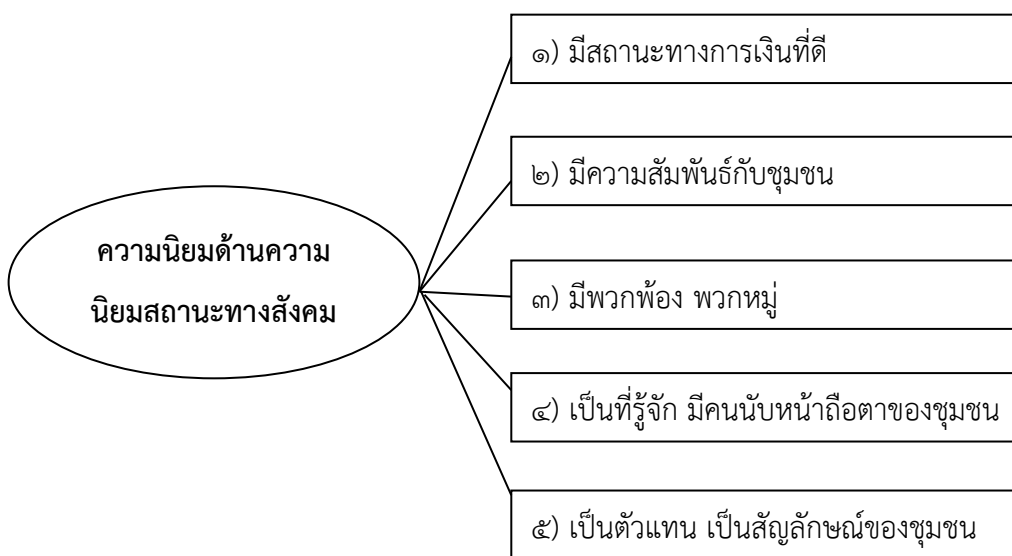 ๑) มีสถานะทางการเงินที่ดี
๒) มีความสัมพันธ์กับชุมชน
ความนิยมด้านความ
นิยมสถานะทางสังคม
๓) มีพวกพ้อง พวกหมู่
๔) เป็นที่รู้จัก มีคนนับหน้าถือตาของชุมชน
๕) เป็นตัวแทน เป็นสัญลักษณ์ของชุมชน